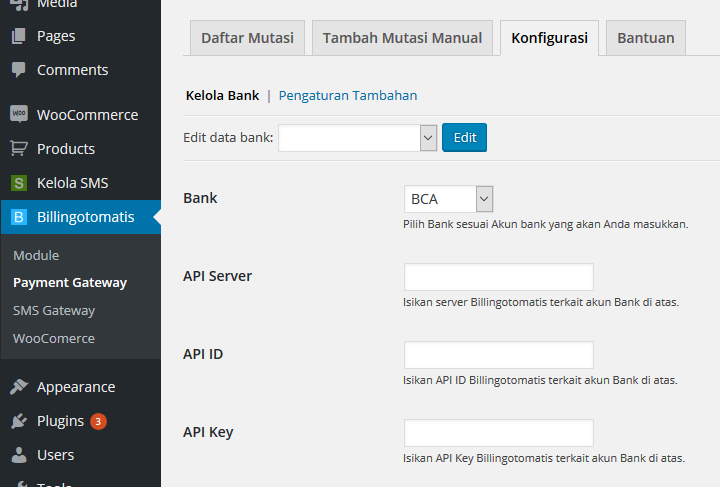 Media
Pages
Comments
WOO WooCommerce
Products
S Kelola SMS
B Billingotomatis
Module
Payment Gateway
SMS Gateway
WooComerce
Appearance
Plugins 3
Users
Tools
Daftar Mutasi Tambah Mutasi Manual Konfigurasi Bantuan
Kelola Bank | Pengaturan Tambahan
Edit data bank: Edit
Bank BCA
Pilih Bank sesuai Akun bank yang akan Anda masukkan.
API Server
Isikan server Billingotomatis terkait akun Bank di atas.
API ID
Isikan API ID Billingotomatis terkait akun Bank di atas.
API Key
Isikan API Key Billingotomatis terkait akun Bank di atas.